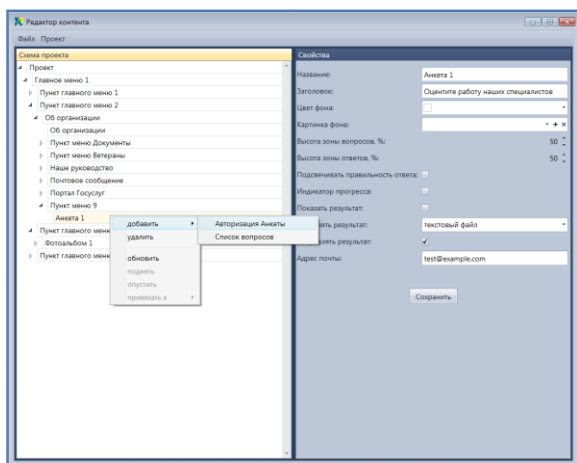 Редактор контента
Файл Проект
Схема проекта
Проект
Главное меню 1
Пункт главного меню 1
Пункт главного меню 2
Об организации
Об организации
Пункт меню Документы
Пункт меню Ветераны
Наше руководство
Почтовое сообщение
Портал Госуслуг
Пункт меню 9
Анкета 1
Пункт главного меню
Фотоальбом 1
Пункт главного меню
добавить
удалить
обновить
поднять
опустить
привязать к
Авторизация Анкеты
Список вопросов
Свойства
Название: Анкета 1
Заголовок: Оцентите работу наших специалистов
Цвет фона:
Картинка фона:
Высота зоны вопросов, %: 50
Высота зоны ответов, %: 50
Подсвечивать правильность ответа:
Индикатор прогресса:
Показать результат:
результат: текстовый файл
результат:
Адрес почты: test@example.com
Сохранить